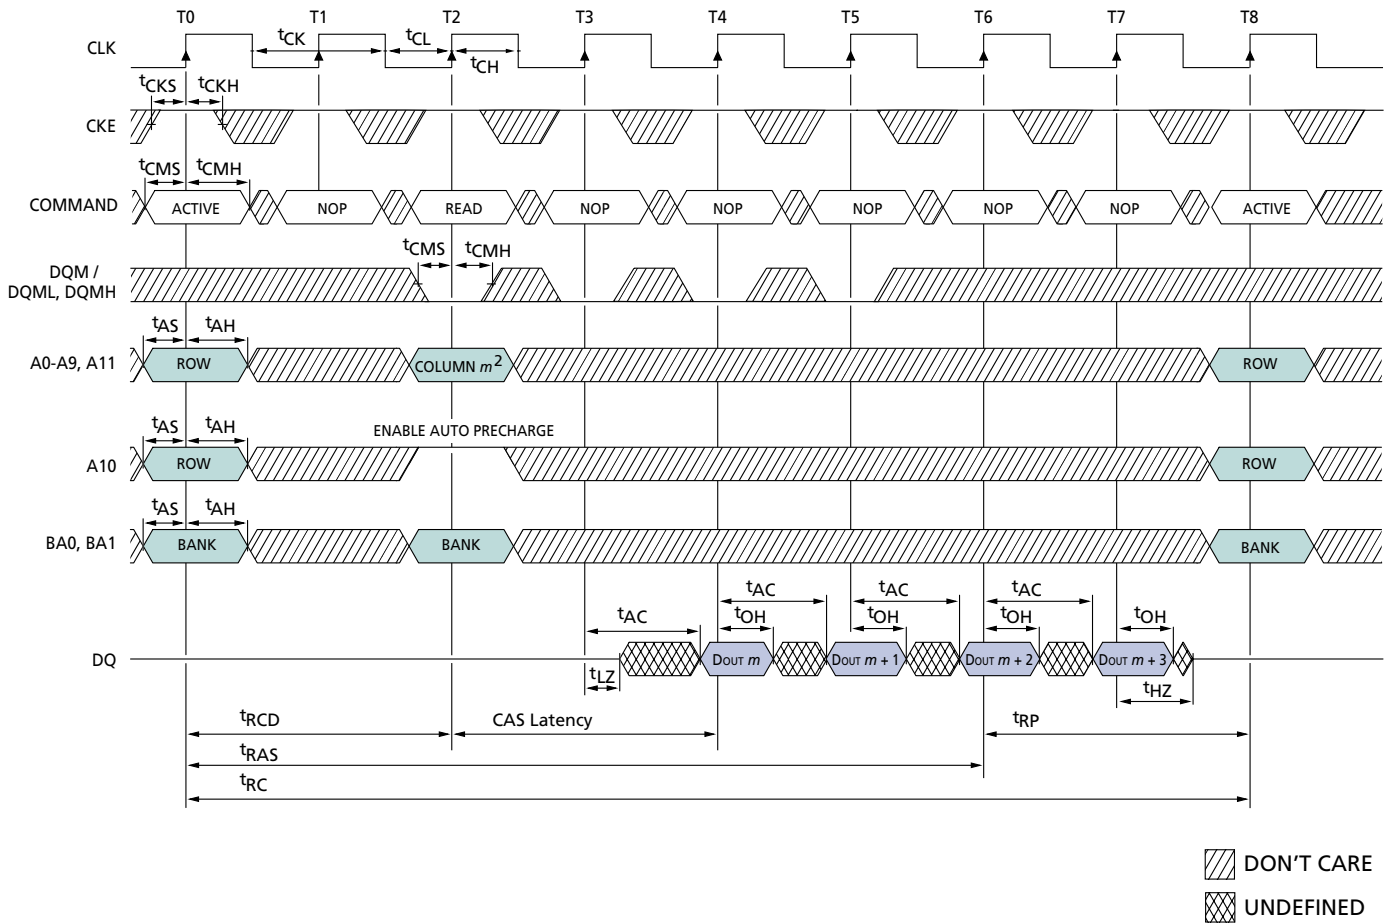 T0 T1 T2 T3 T4 T5 T6 T7 T8
CLK
tCK tCL
tCH
tCKS tCKH
CKE
tCMS tCMH
COMMAND ACTIVE NOP READ NOP NOP NOP NOP NOP ACTIVE
tCMS tCMH
DQM /
DQML, DQMH
tAS tAH
A0-A9, A11 ROW COLUMN m2 ROW
ENABLE AUTO PRECHARGE
tAS tAH
A10 ROW ROW
tAS tAH
BA0, BA1 BANK BANK BANK
tAC tAC tAC
tAC tOH tOH tOH tOH
DQ DOUT m DOUT m + 1 DOUT m + 2 DOUT m + 3
tLZ tHZ
tRCD CAS Latency tRP
tRAS
tRC
DON'T CARE
UNDEFINED